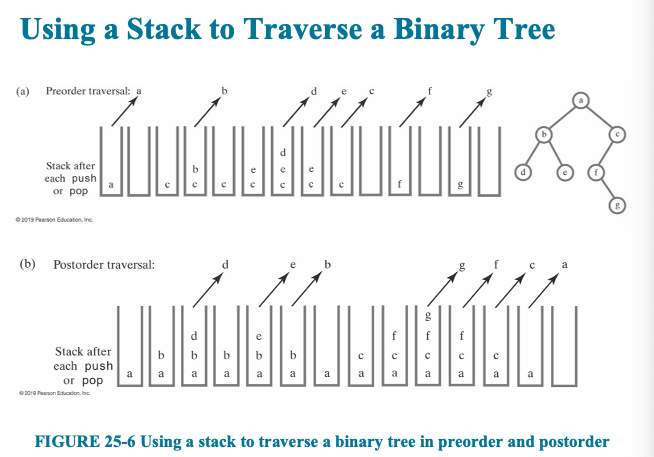 Using a Stack to Traverse a Binary Tree
(a) Preorder traversal: a b d e c f g
a
b c
d e f
g
d
b e e e
Stack after
each push
or pop
a c c c c c c c f g
© 2019 Pearson Education, Inc.
(b) Postorder traversal: d e b g f c a
g
d e f f f
b b b b b c c c c
Stack after
each push
or pop
a a a a a a a a a a a a a
© 2019 Pearson Education, Inc.
FIGURE 25-6 Using a stack to traverse a binary tree in preorder and postorder